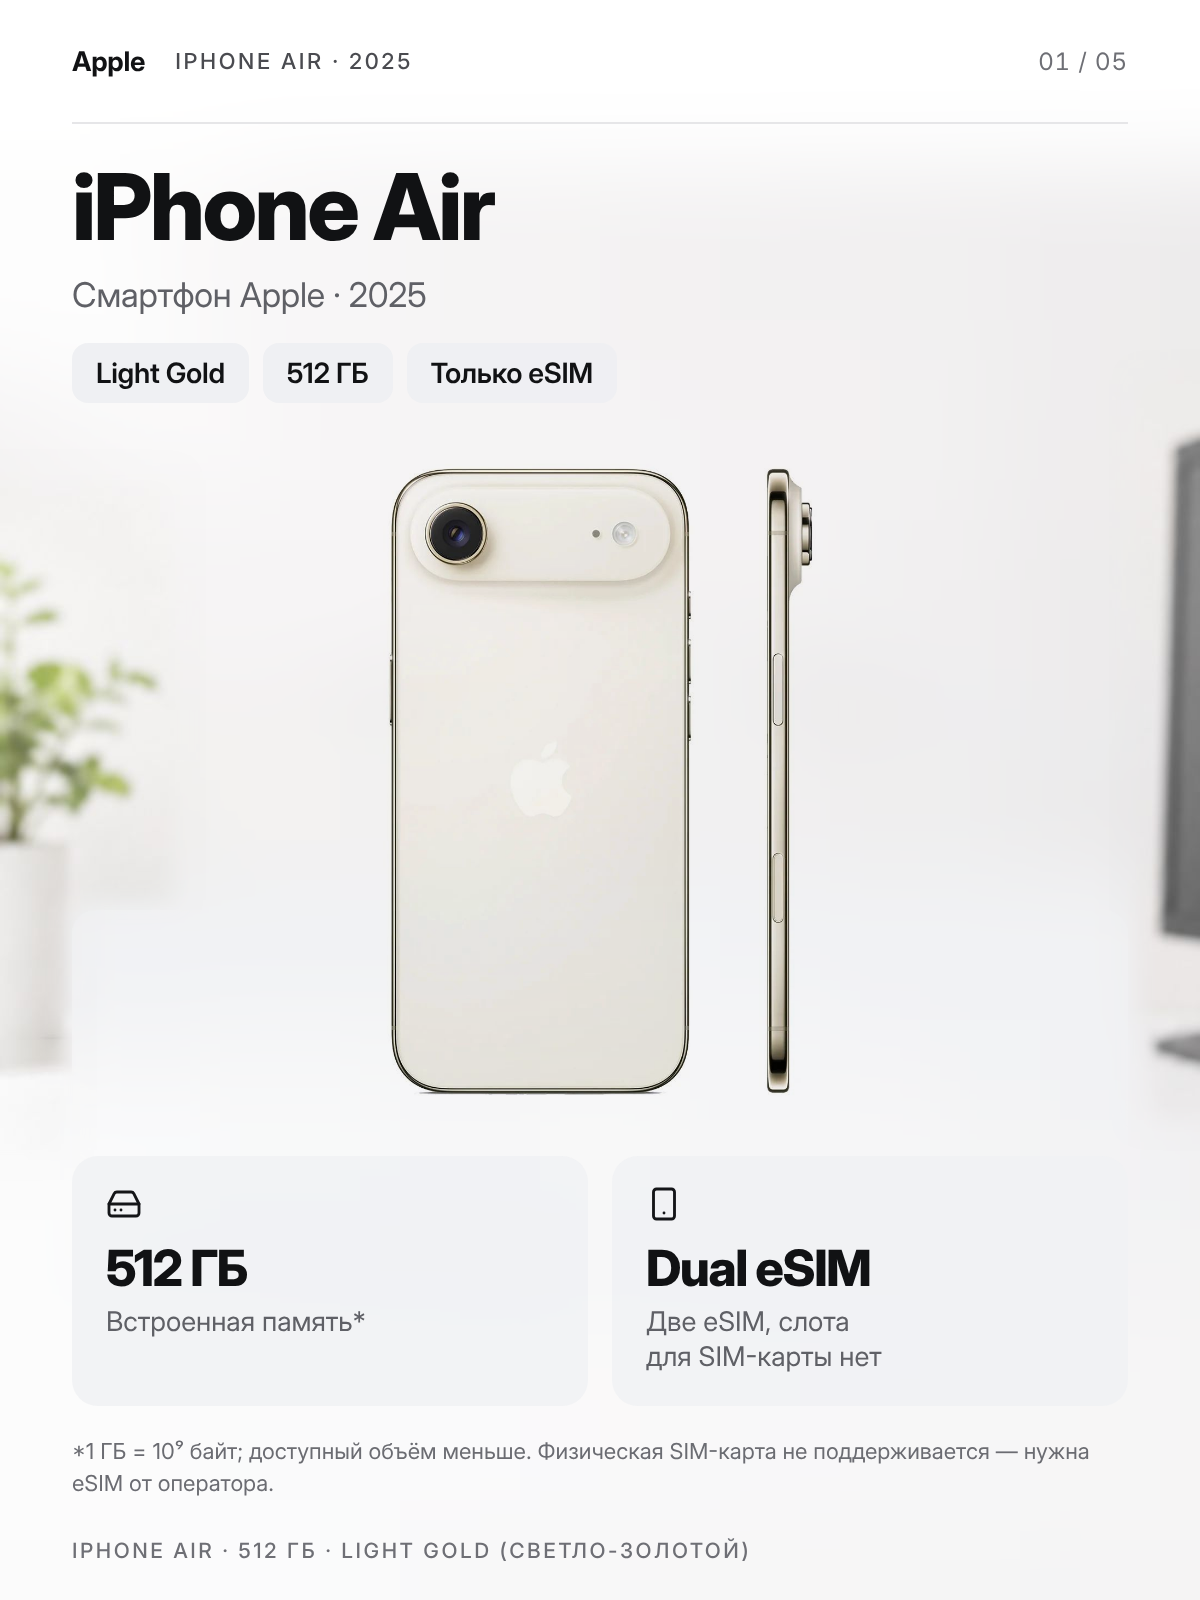 Apple IPHONE AIR · 2025 01 / 05
iPhone Air
Смартфон Apple · 2025
Light Gold 512 ГБ Только eSIM
512 ГБ
Встроенная память*
Dual eSIM
Две eSIM, слота
для SIM-карты нет
*1 ГБ = 10⁹ байт; доступный объём меньше. Физическая SIM-карта не поддерживается — нужна
eSIM от оператора.
IPHONE AIR · 512 ГБ · LIGHT GOLD (СВЕТЛО-ЗОЛОТОЙ)